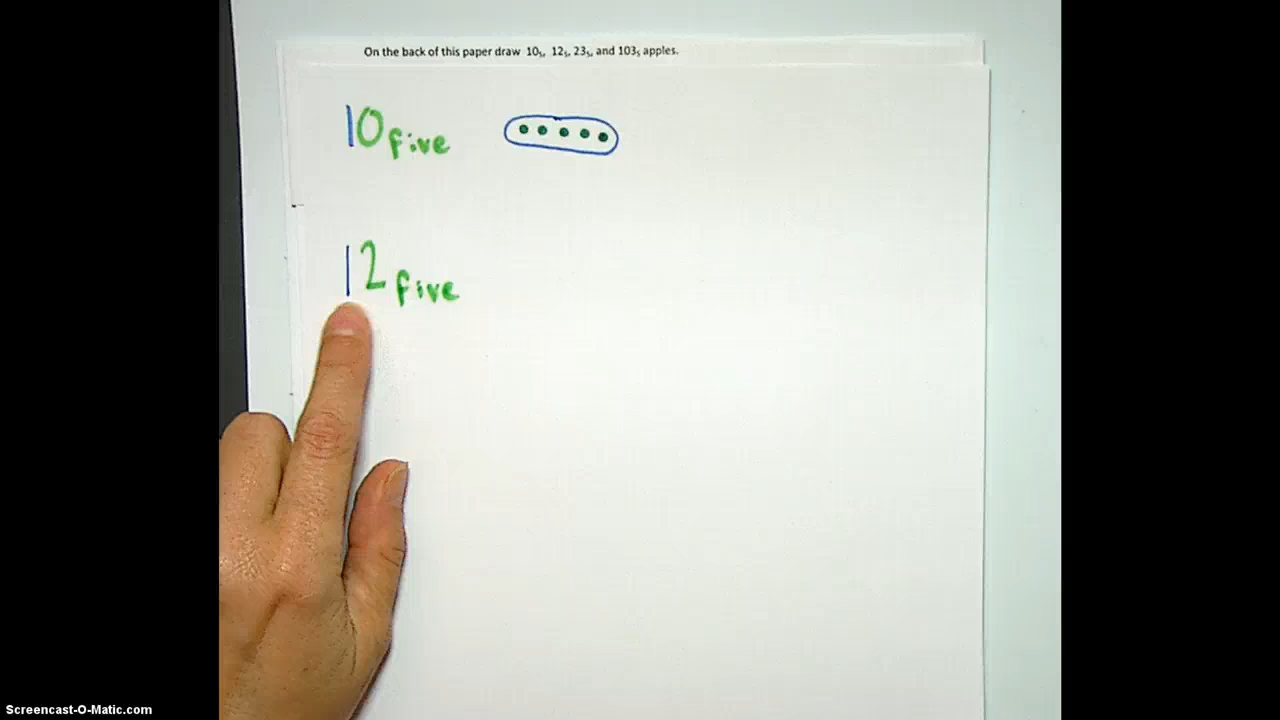 On the back of this paper draw 10₅, 12₅, 23₅, and 103₅ apples.
10five
12five
Screencast-O-Matic.com